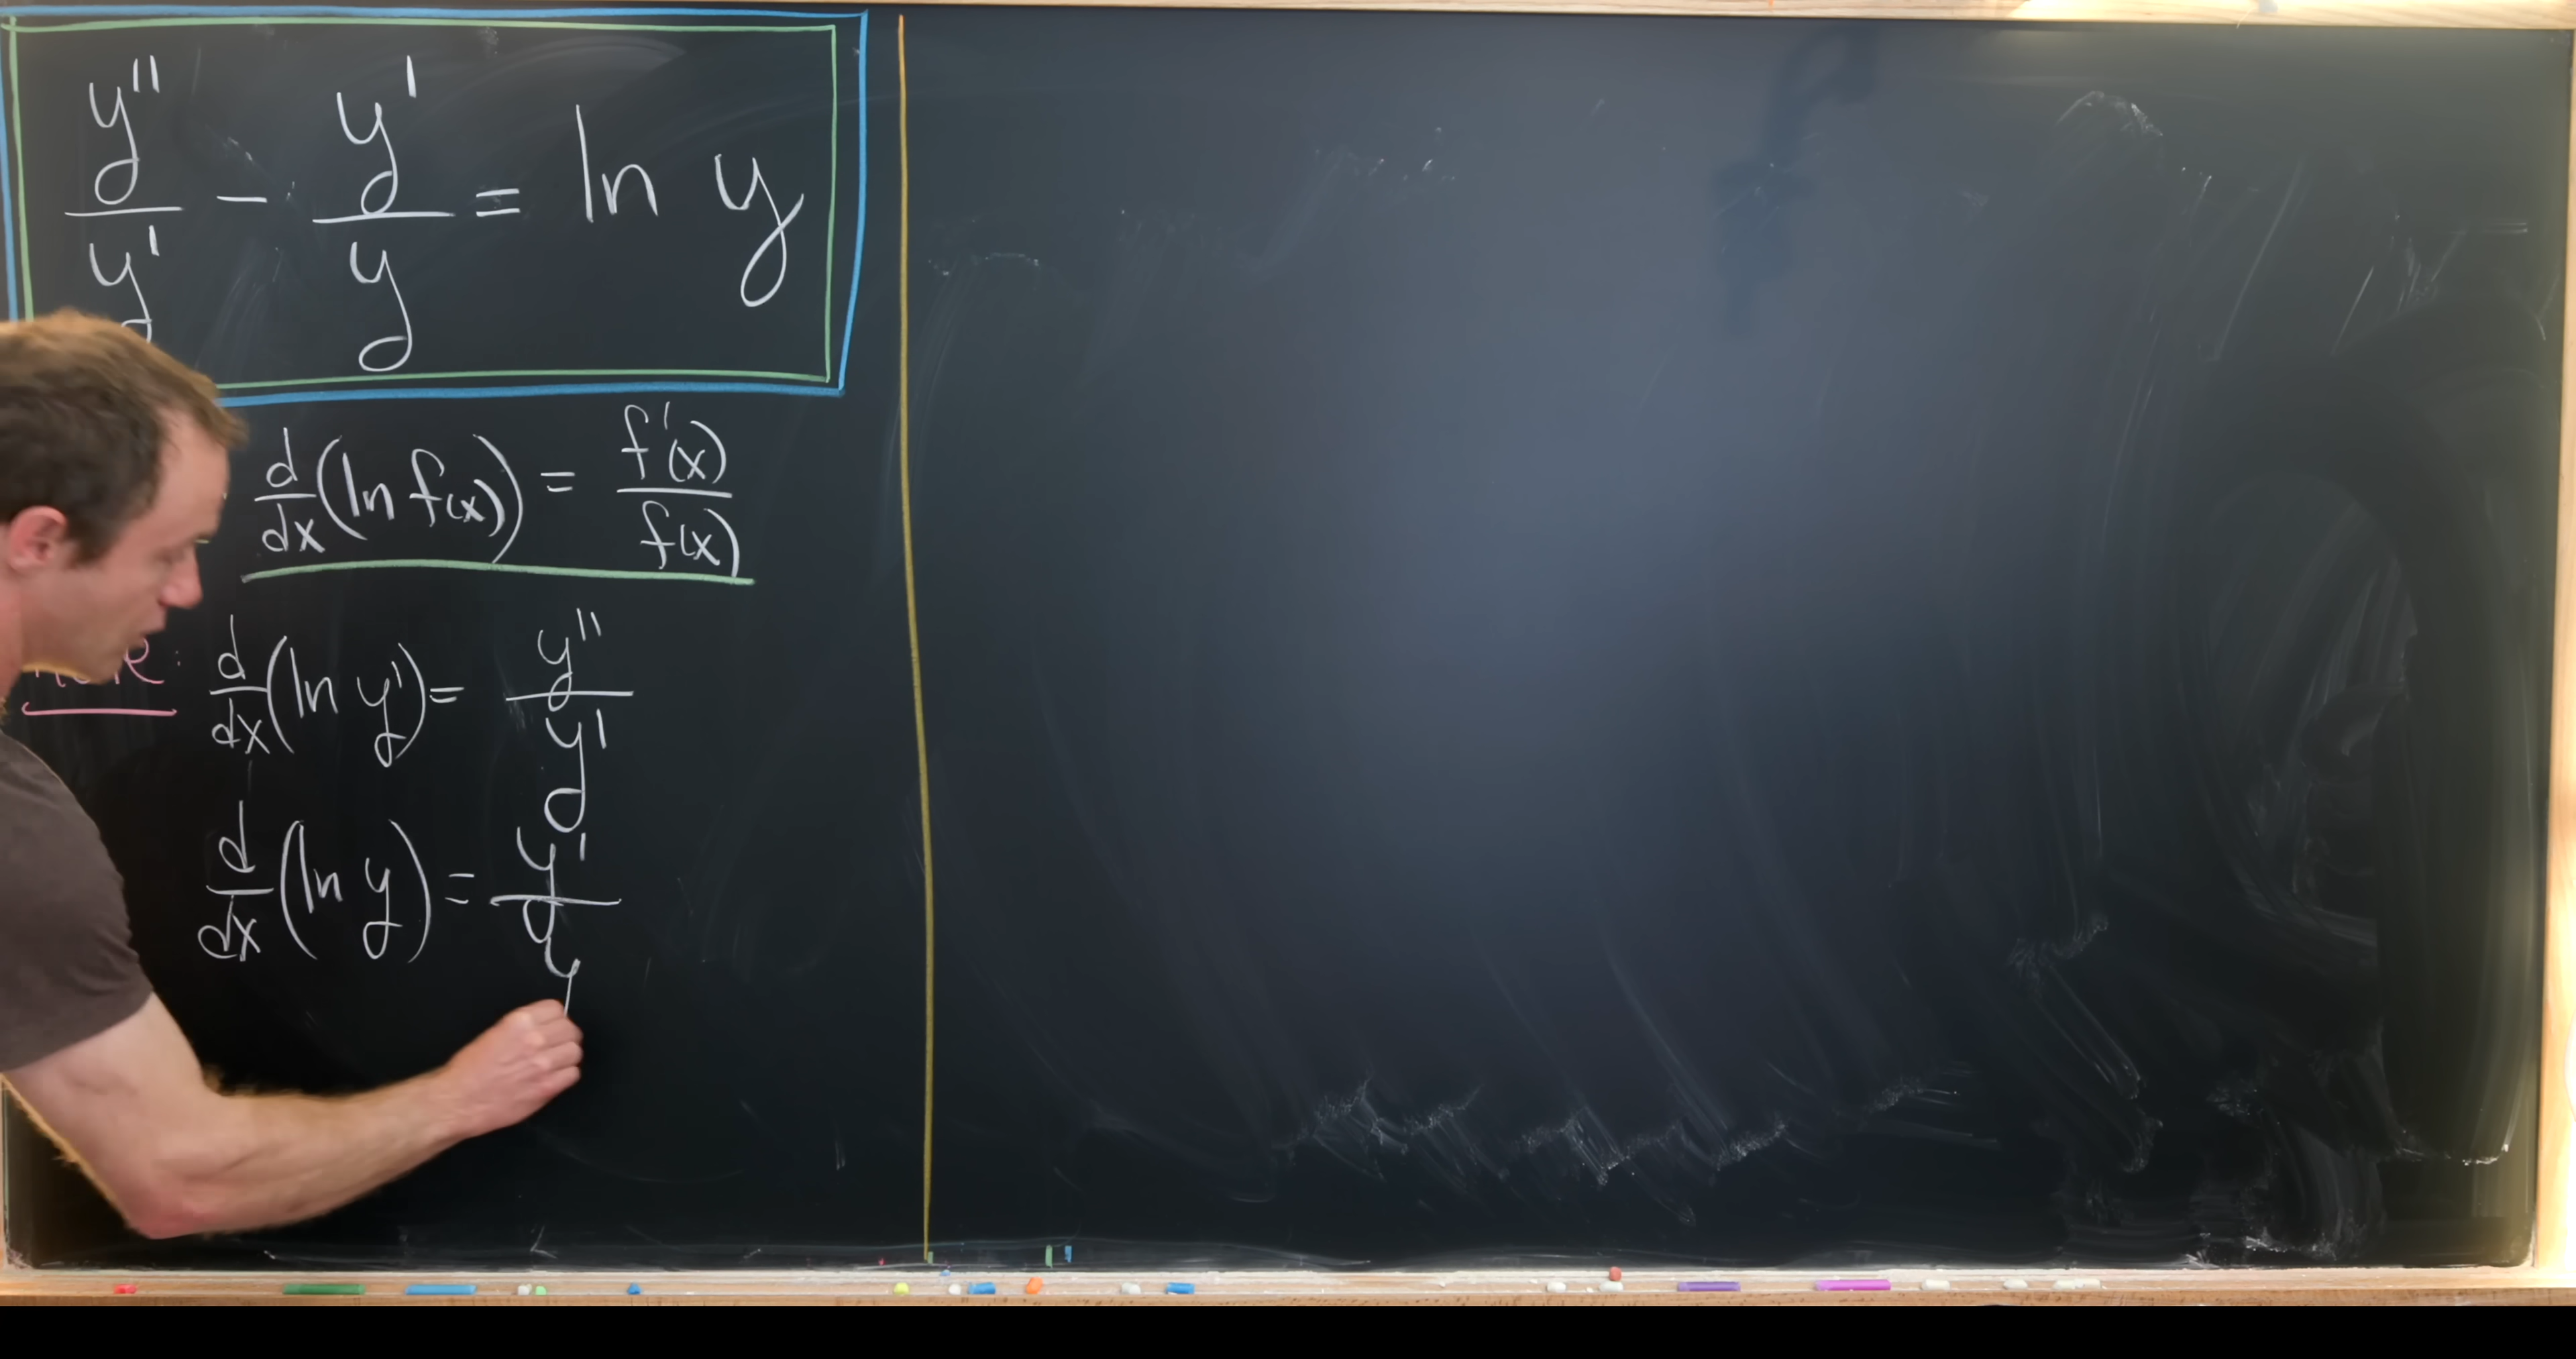 y''/y' - y'/y = ln y
d/dx (ln f(x)) = f'(x)/f(x)
d/dx (ln y') = y''/y'
d/dx (ln y) = y'/y